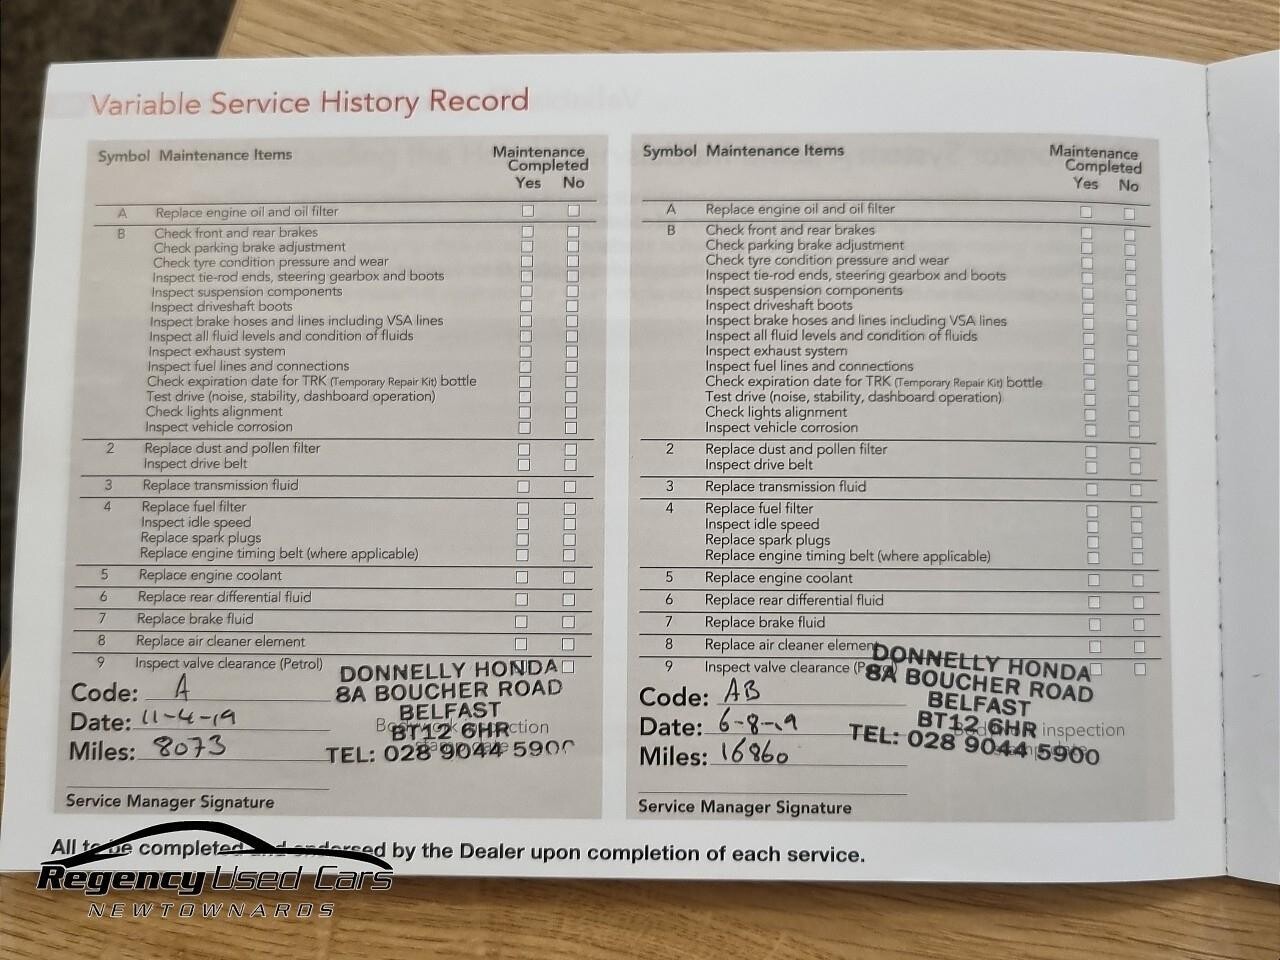 Variable Service History Record
Symbol Maintenance Items Maintenance Completed Yes No
A Replace engine oil and oil filter
B Check front and rear brakes
Check parking brake adjustment
Check tyre condition pressure and wear
Inspect tie-rod ends, steering gearbox and boots
Inspect suspension components
Inspect driveshaft boots
Inspect brake hoses and lines including VSA lines
Inspect all fluid levels and condition of fluids
Inspect exhaust system
Inspect fuel lines and connections
Check expiration date for TRK (Temporary Repair Kit) bottle
Test drive (noise, stability, dashboard operation)
Check lights alignment
Inspect vehicle corrosion
2 Replace dust and pollen filter
Inspect drive belt
3 Replace transmission fluid
4 Replace fuel filter
Inspect idle speed
Replace spark plugs
Replace engine timing belt (where applicable)
5 Replace engine coolant
6 Replace rear differential fluid
7 Replace brake fluid
8 Replace air cleaner element
9 Inspect valve clearance (Petrol)
Code: A
Date: 11-4-19
Miles: 8073
DONNELLY HONDA
8A BOUCHER ROAD
BELFAST
BT12 6HR
TEL: 028 9044 5900
Service Manager Signature
Symbol Maintenance Items Maintenance Completed Yes No
A Replace engine oil and oil filter
B Check front and rear brakes
Check parking brake adjustment
Check tyre condition pressure and wear
Inspect tie-rod ends, steering gearbox and boots
Inspect suspension components
Inspect driveshaft boots
Inspect brake hoses and lines including VSA lines
Inspect all fluid levels and condition of fluids
Inspect exhaust system
Inspect fuel lines and connections
Check expiration date for TRK (Temporary Repair Kit) bottle
Test drive (noise, stability, dashboard operation)
Check lights alignment
Inspect vehicle corrosion
2 Replace dust and pollen filter
Inspect drive belt
3 Replace transmission fluid
4 Replace fuel filter
Inspect idle speed
Replace spark plugs
Replace engine timing belt (where applicable)
5 Replace engine coolant
6 Replace rear differential fluid
7 Replace brake fluid
8 Replace air cleaner element
9 Inspect valve clearance
Code: AB
Date: 6-8-19
Miles: 16860
DONNELLY HONDA
8A BOUCHER ROAD
BELFAST
BT12 6HR
inspection
TEL: 028 9044 5900
Service Manager Signature
All to be completed and endorsed by the Dealer upon completion of each service.
Regency Used Cars
NEWTOWNARDS